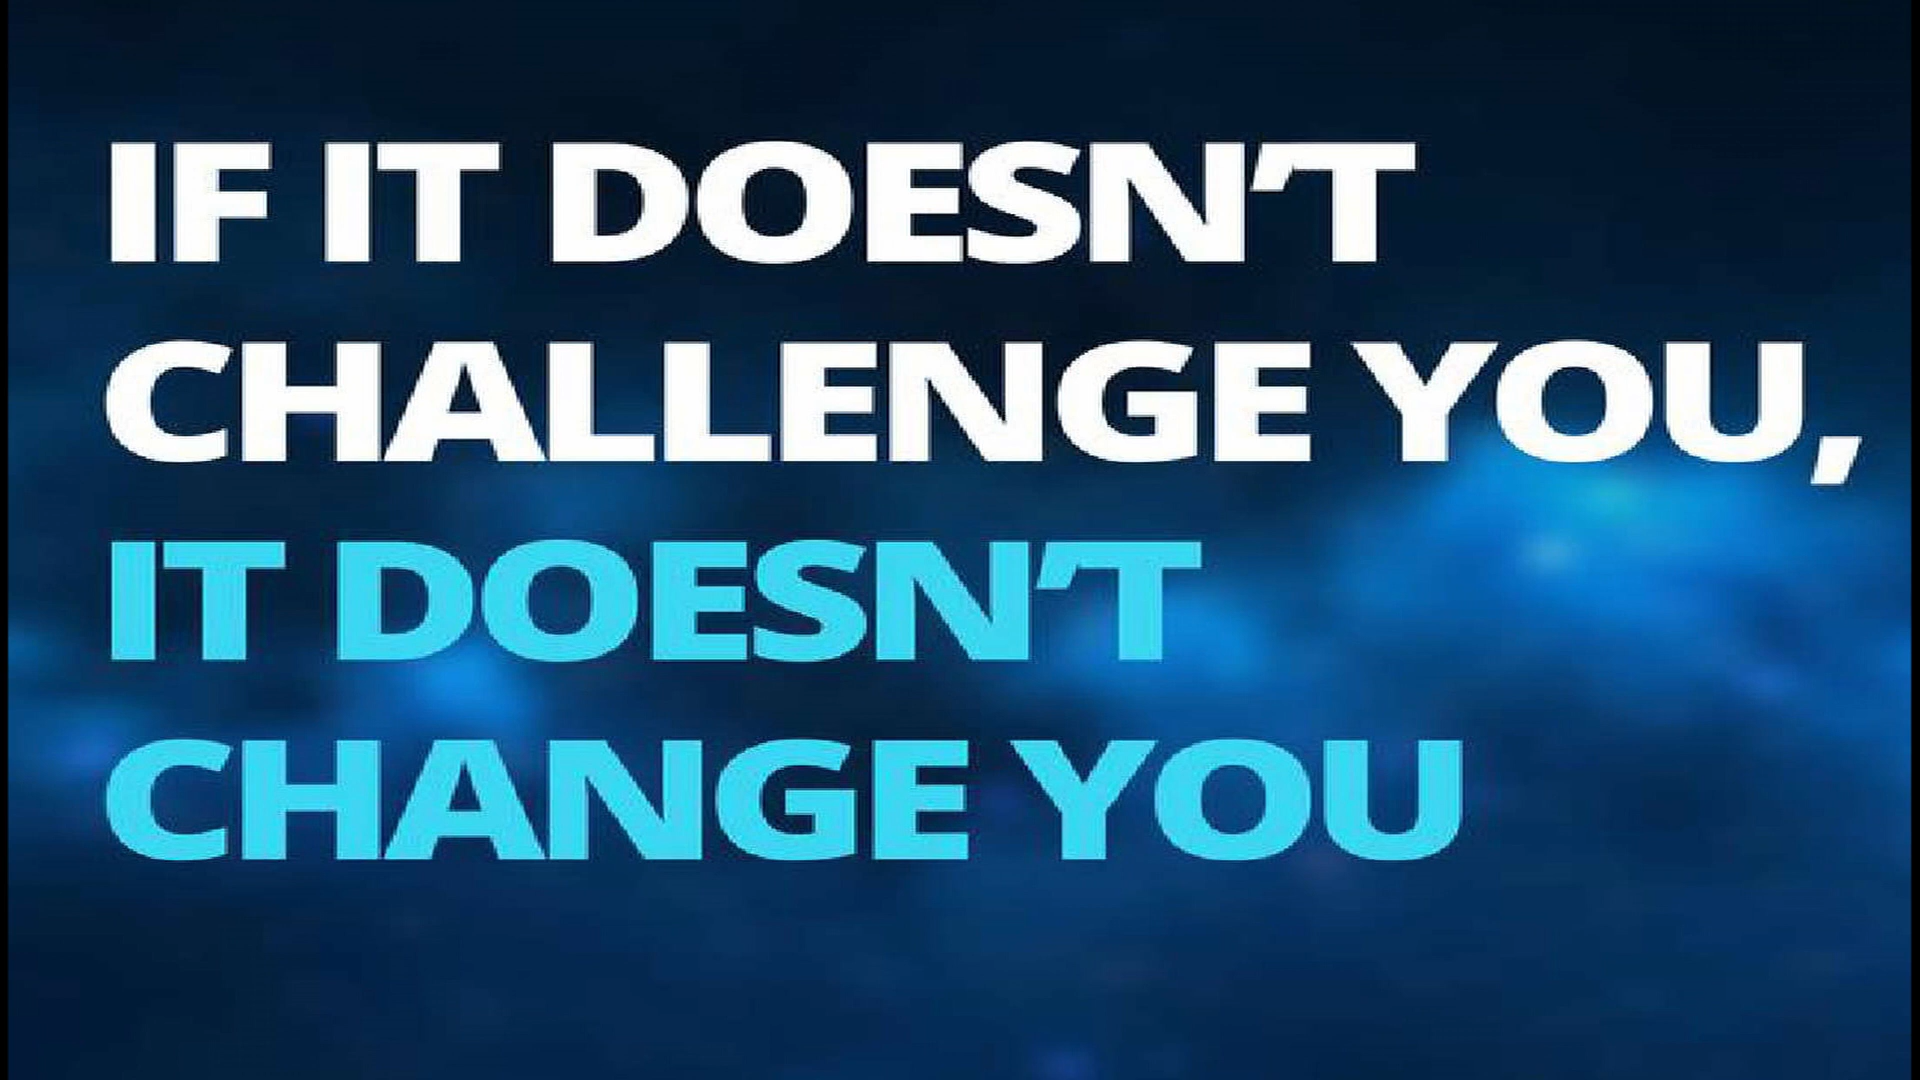 IF IT DOESN’T
CHALLENGE YOU,
IT DOESN’T
CHANGE YOU